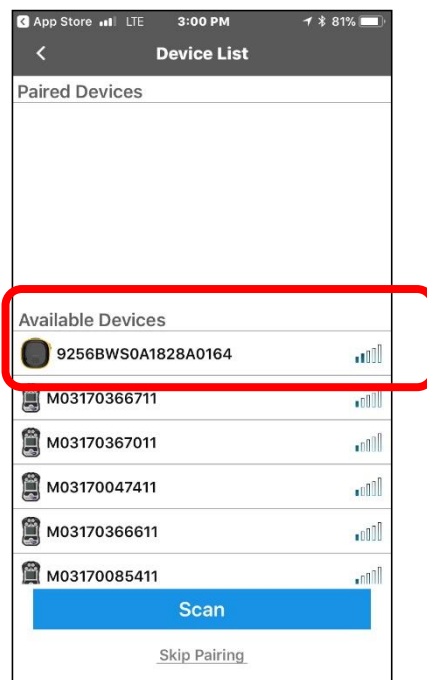 App Store LTE 3:00 PM 81%
Device List
Paired Devices
Available Devices
9256BWS0A1828A0164
M03170366711
M03170367011
M03170047411
M03170366611
M03170085411
Scan
Skip Pairing